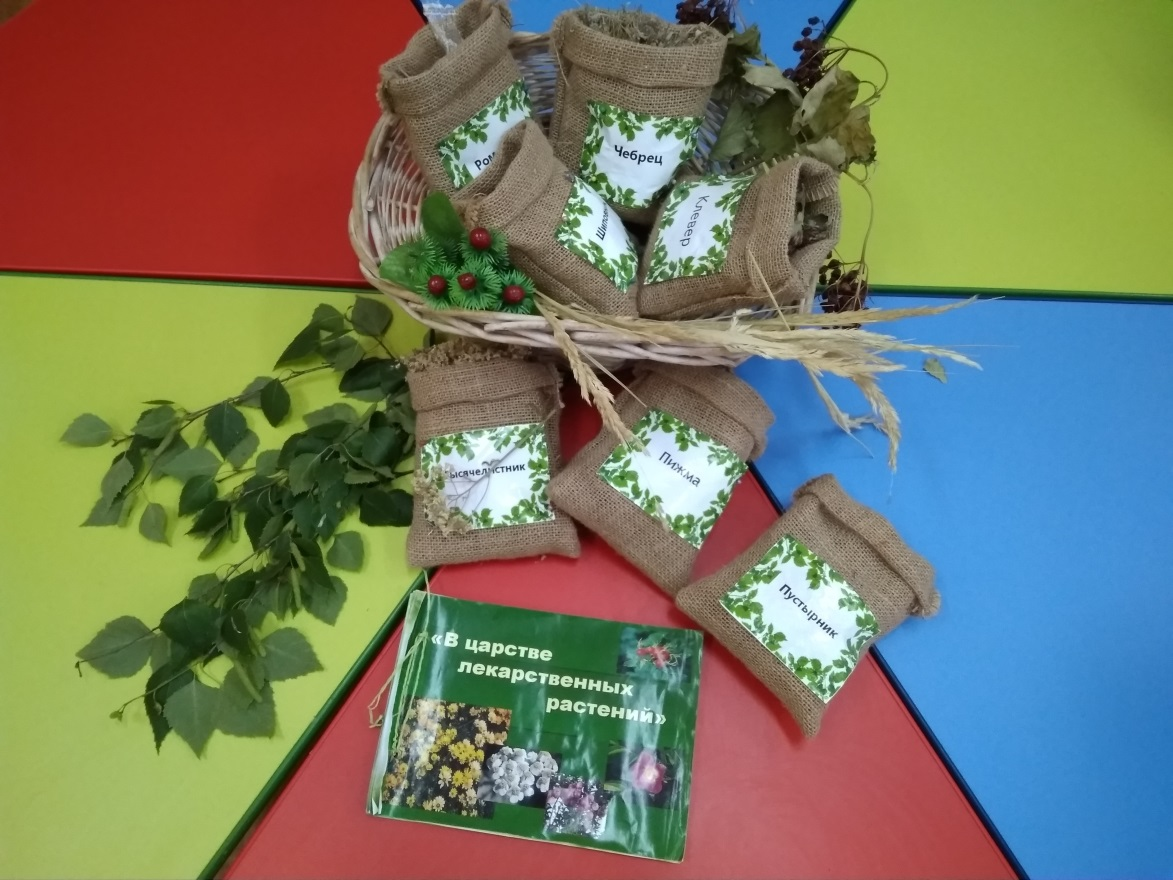 Чебрец
Клевер
Пижма
Пустырник
«В царстве
лекарственных
растений»